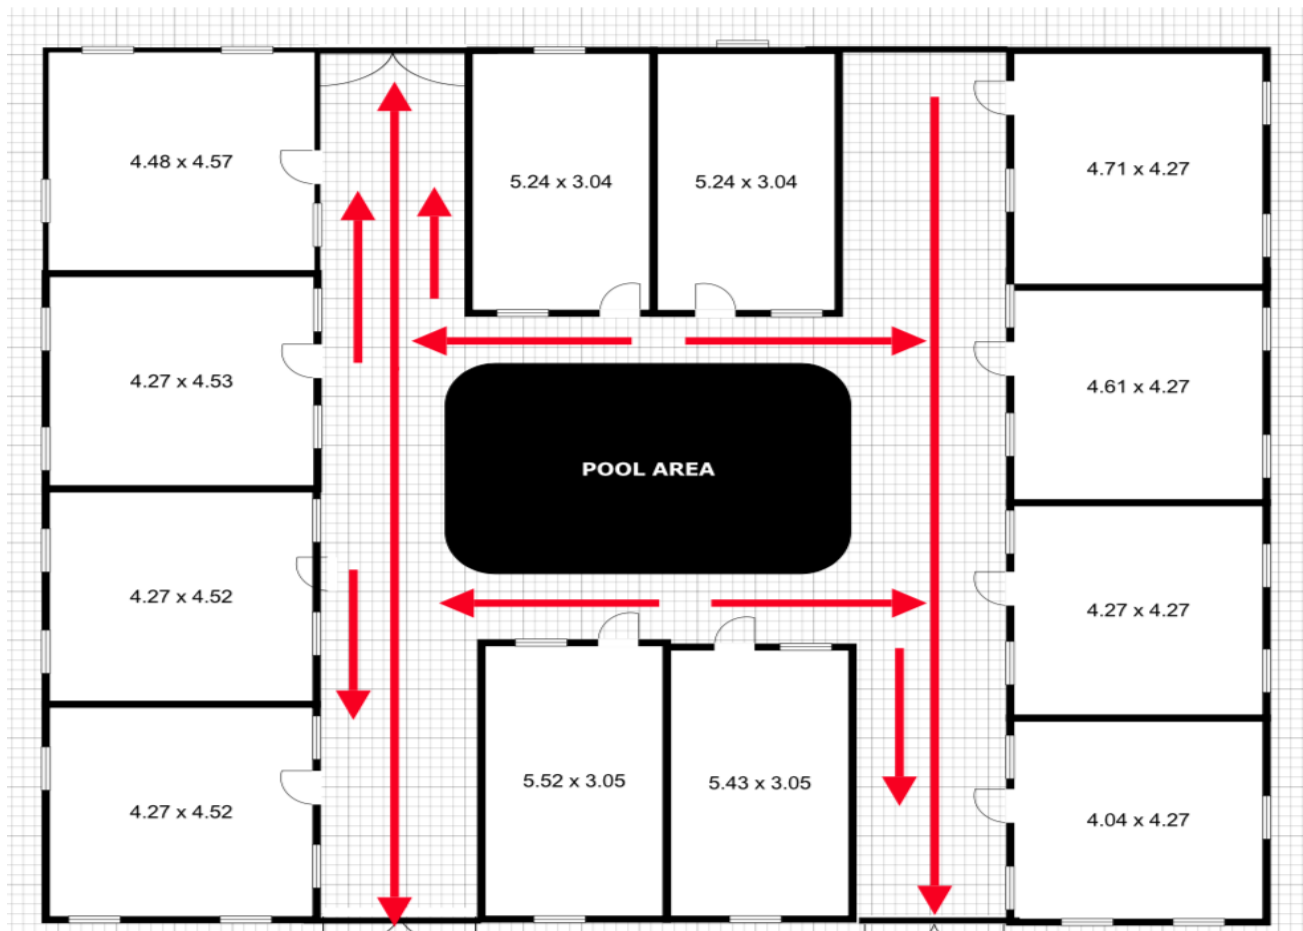 4.48 x 4.57
5.24 x 3.04
5.24 x 3.04
4.71 x 4.27
4.27 x 4.53
4.61 x 4.27
POOL AREA
4.27 x 4.52
4.27 x 4.27
4.27 x 4.52
5.52 x 3.05
5.43 x 3.05
4.04 x 4.27